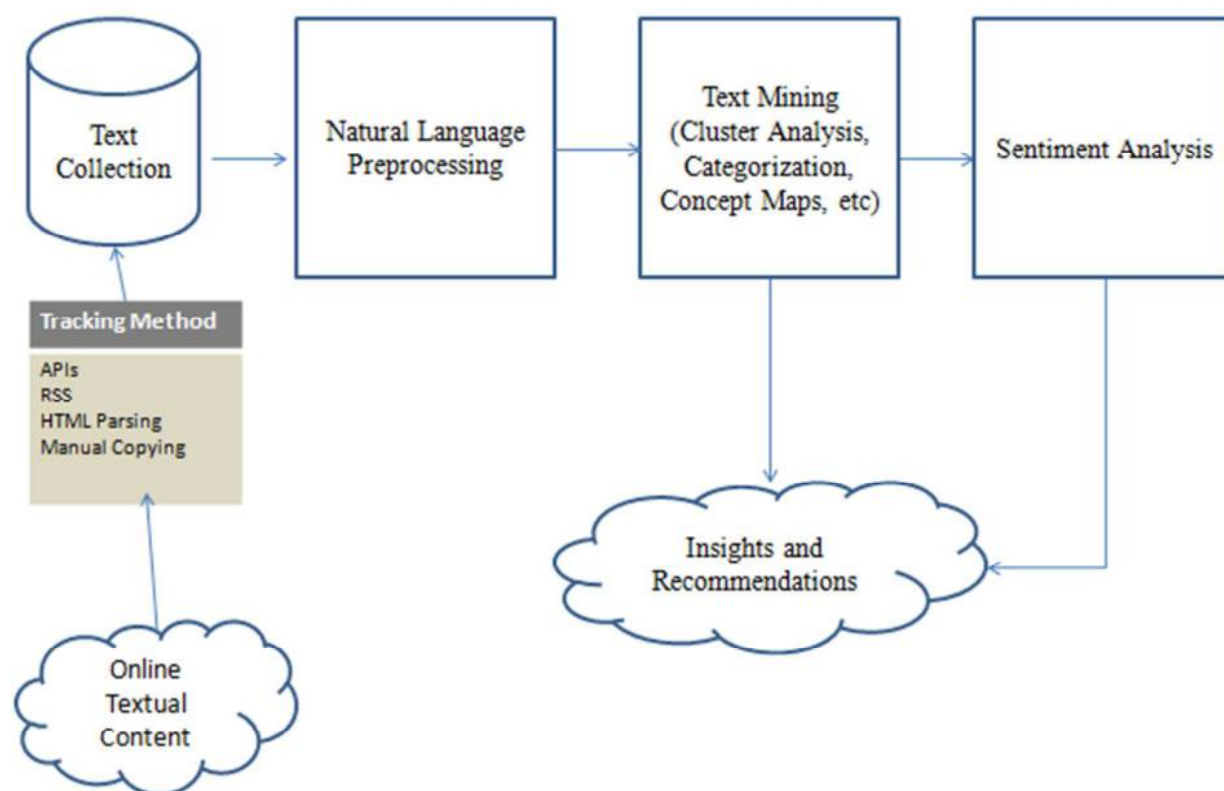 Text
Collection
Natural Language
Preprocessing
Text Mining
(Cluster Analysis,
Categorization,
Concept Maps, etc)
Sentiment Analysis
Tracking Method
APIs
RSS
HTML Parsing
Manual Copying
Insights and
Recommendations
Online
Textual
Content